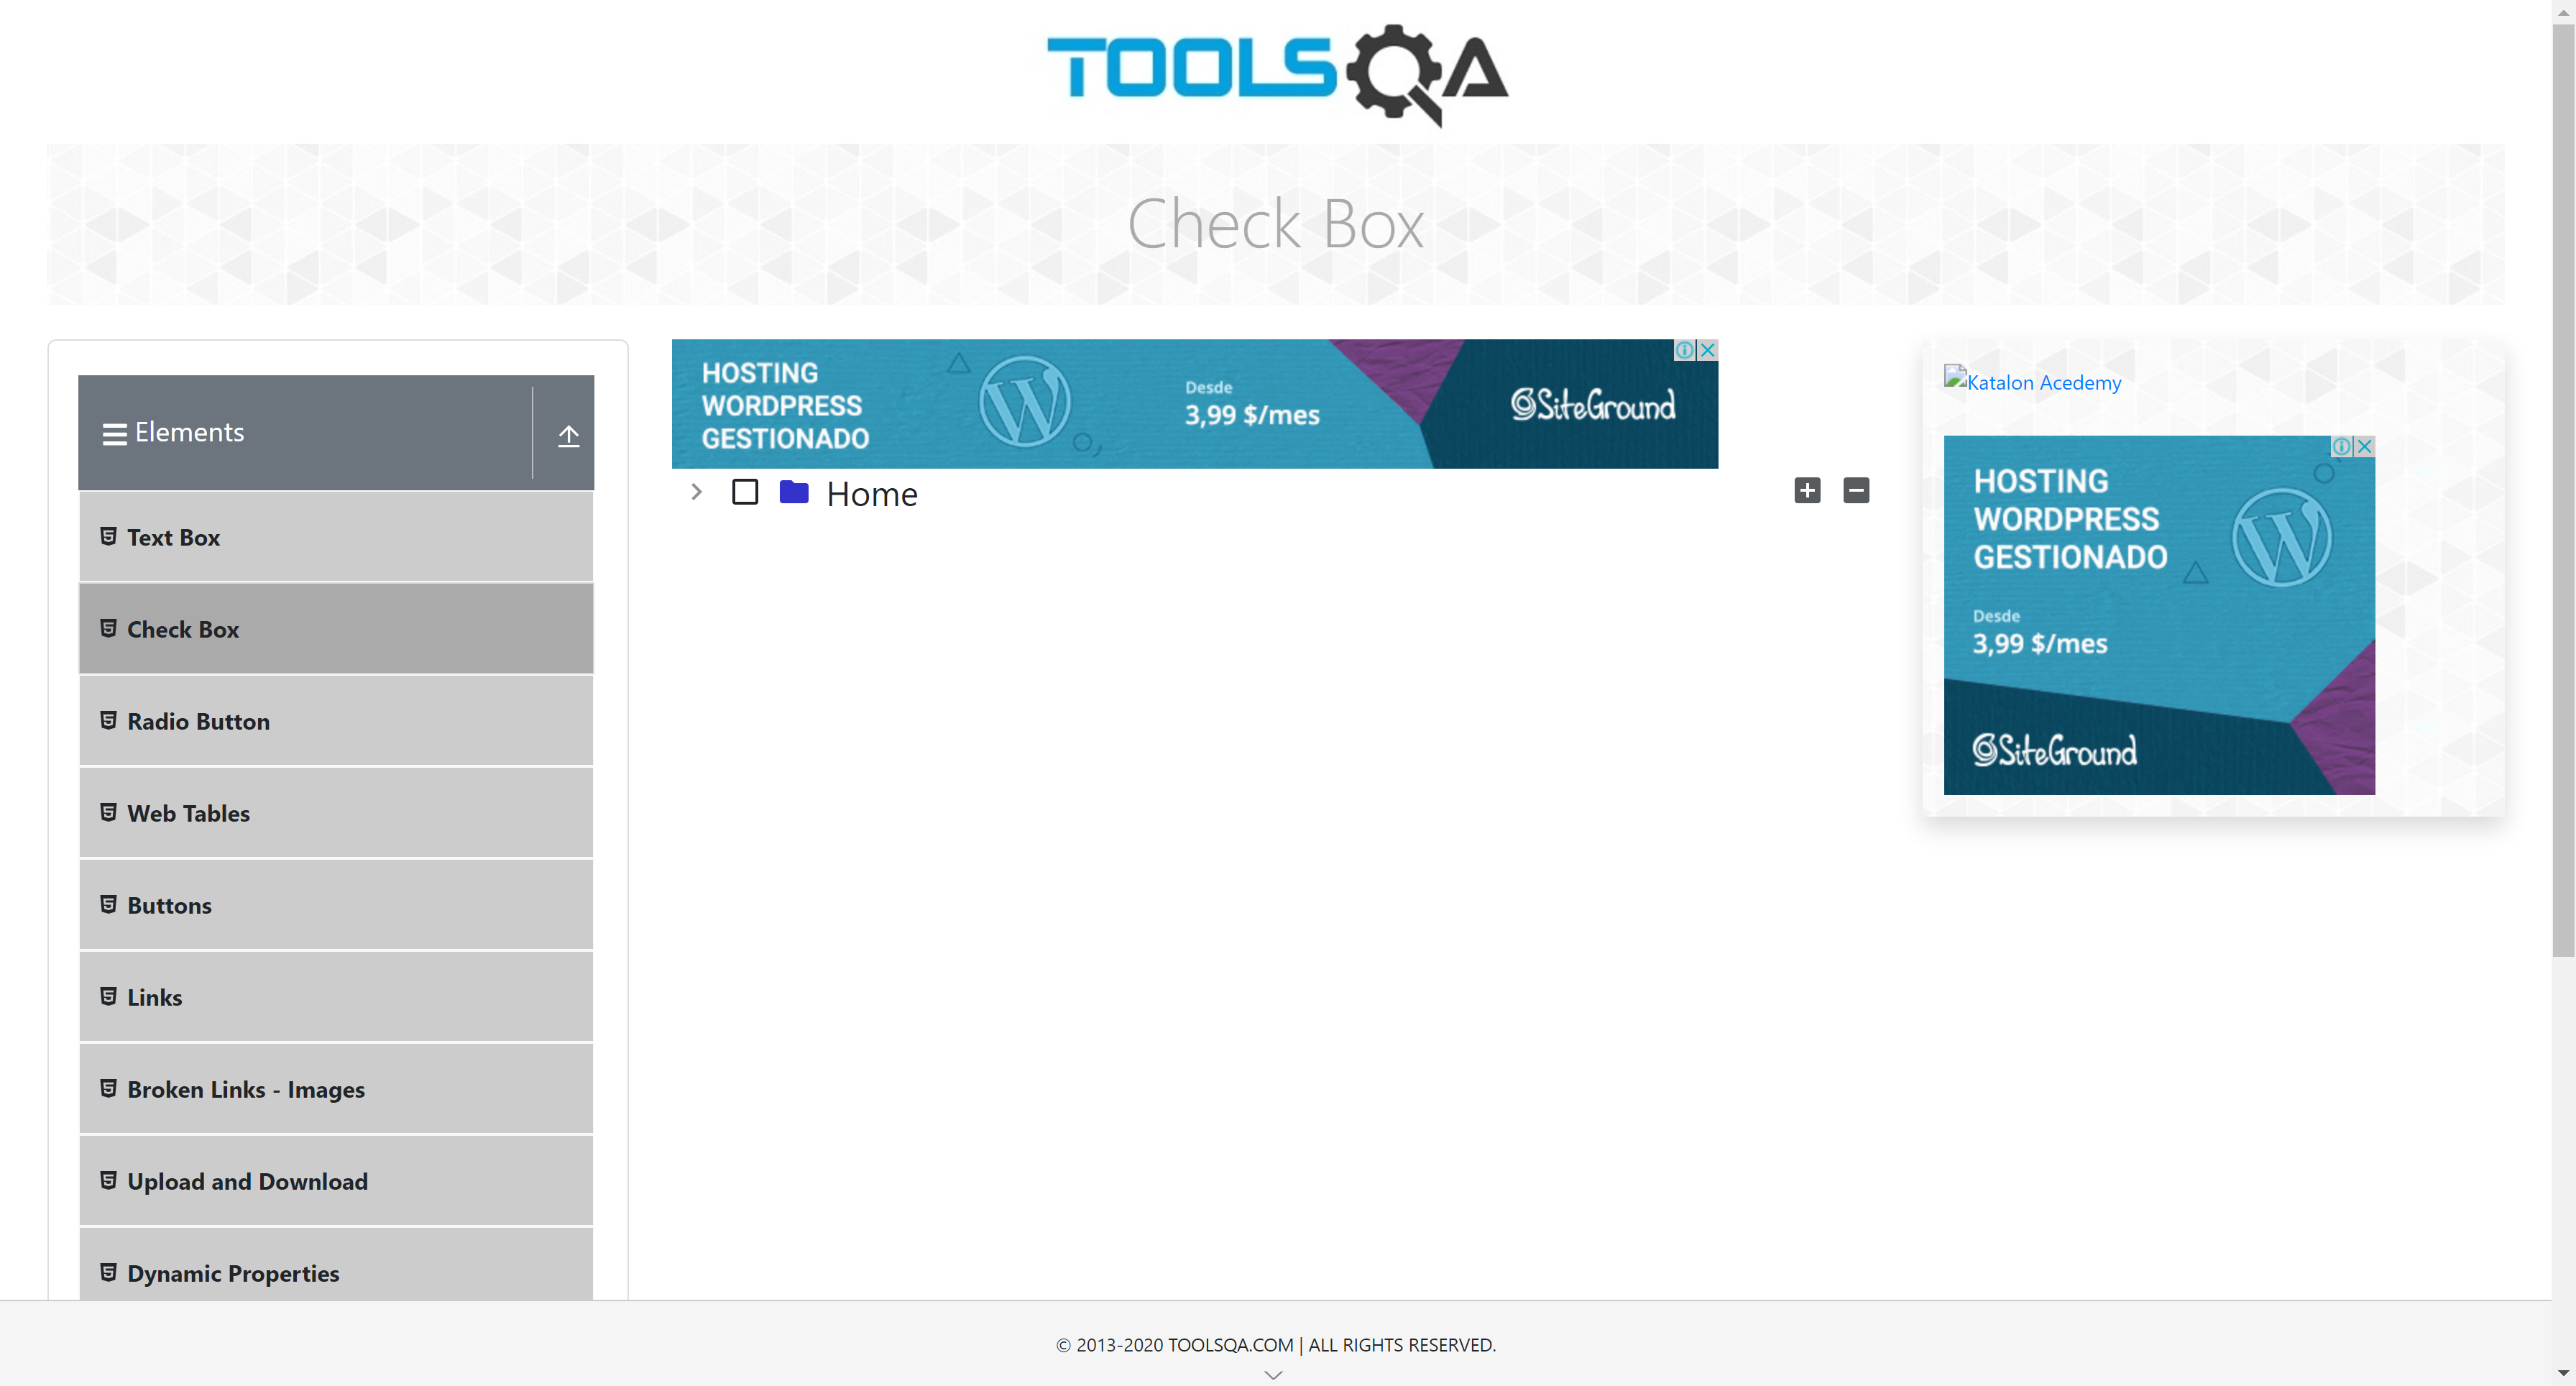 TOOLSQA
Check Box
Elements
Text Box
Check Box
Radio Button
Web Tables
Buttons
Links
Broken Links - Images
Upload and Download
Dynamic Properties
HOSTING
WORDPRESS
GESTIONADO
Desde
3,99 $/mes
SiteGround
Home
Katalon Acedemy
HOSTING
WORDPRESS
GESTIONADO
Desde
3,99 $/mes
SiteGround
© 2013-2020 TOOLSQA.COM | ALL RIGHTS RESERVED.